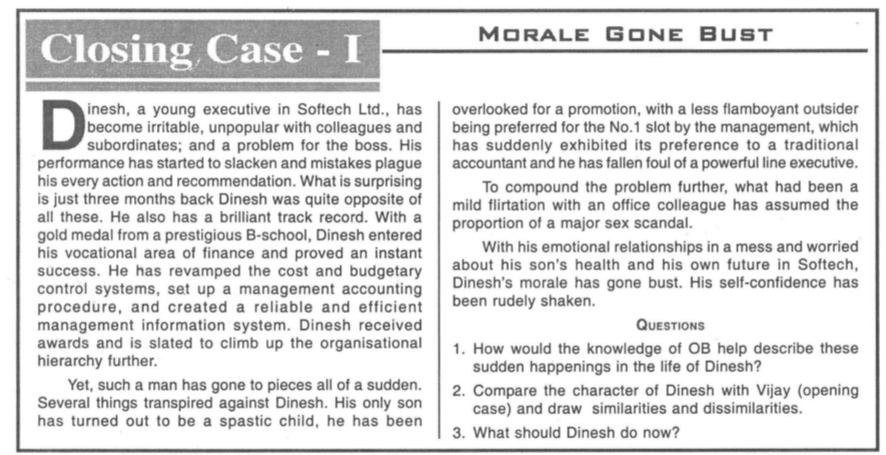 Closing Case - I
MORALE GONE BUST
Dinesh, a young executive in Softech Ltd., has
become irritable, unpopular with colleagues and
subordinates; and a problem for the boss. His
performance has started to slacken and mistakes plague
his every action and recommendation. What is surprising
is just three months back Dinesh was quite opposite of
all these. He also has a brilliant track record. With a
gold medal from a prestigious B-school, Dinesh entered
his vocational area of finance and proved an instant
success. He has revamped the cost and budgetary
control systems, set up a management accounting
procedure, and created a reliable and efficient
management information system. Dinesh received
awards and is slated to climb up the organisational
hierarchy further.
Yet, such a man has gone to pieces all of a sudden.
Several things transpired against Dinesh. His only son
has turned out to be a spastic child, he has been
overlooked for a promotion, with a less flamboyant outsider
being preferred for the No.1 slot by the management, which
has suddenly exhibited its preference to a traditional
accountant and he has fallen foul of a powerful line executive.
To compound the problem further, what had been a
mild flirtation with an office colleague has assumed the
proportion of a major sex scandal.
With his emotional relationships in a mess and worried
about his son's health and his own future in Softech,
Dinesh's morale has gone bust. His self-confidence has
been rudely shaken.
QUESTIONS
1. How would the knowledge of OB help describe these
sudden happenings in the life of Dinesh?
2. Compare the character of Dinesh with Vijay (opening
case) and draw similarities and dissimilarities.
3. What should Dinesh do now?